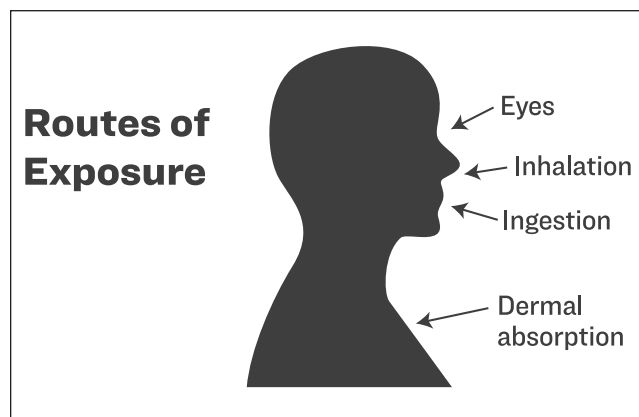 Routes of
Exposure
Eyes
Inhalation
Ingestion
Dermal
absorption